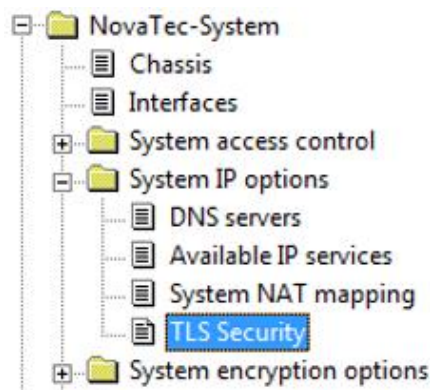 NovaTec-System
Chassis
Interfaces
System access control
System IP options
DNS servers
Available IP services
System NAT mapping
TLS Security
System encryption options